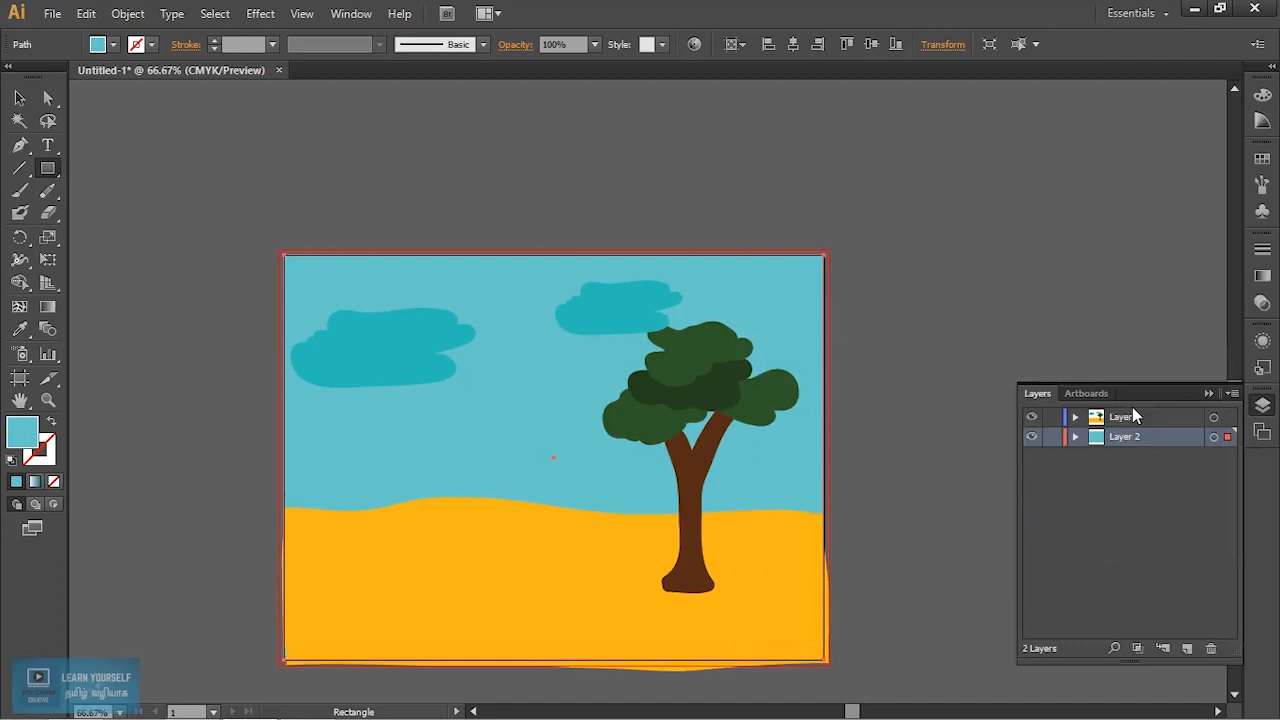 Ai File Edit Object Type Select Effect View Window Help Br Essentials
Path Stroke: Basic Opacity: 100% Style: Transform
Untitled-1* @ 66.67% (CMYK/Preview) ×
T
Layers Artboards
Layer
Layer 2
2 Layers
LEARN YOURSELF
தமிழ் வழியாக
66.67% 1 Rectangle